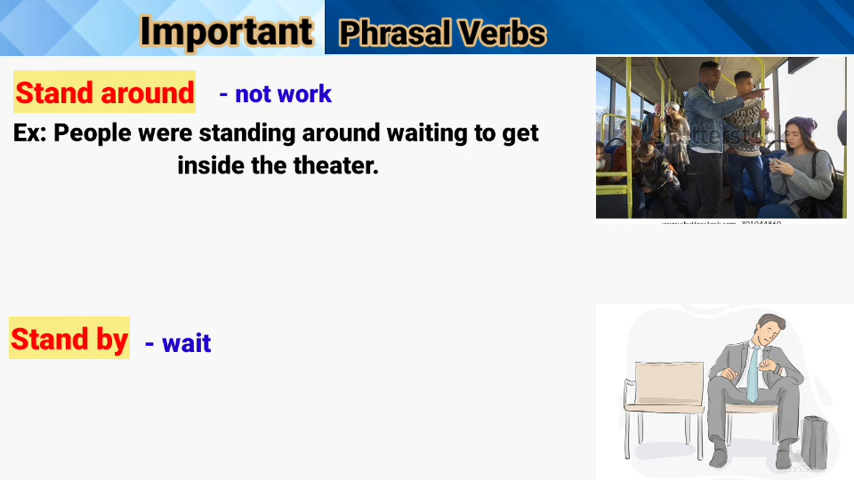 Important Phrasal Verbs
Stand around - not work
Ex: People were standing around waiting to get
inside the theater.
shutterstock
Stand by - wait